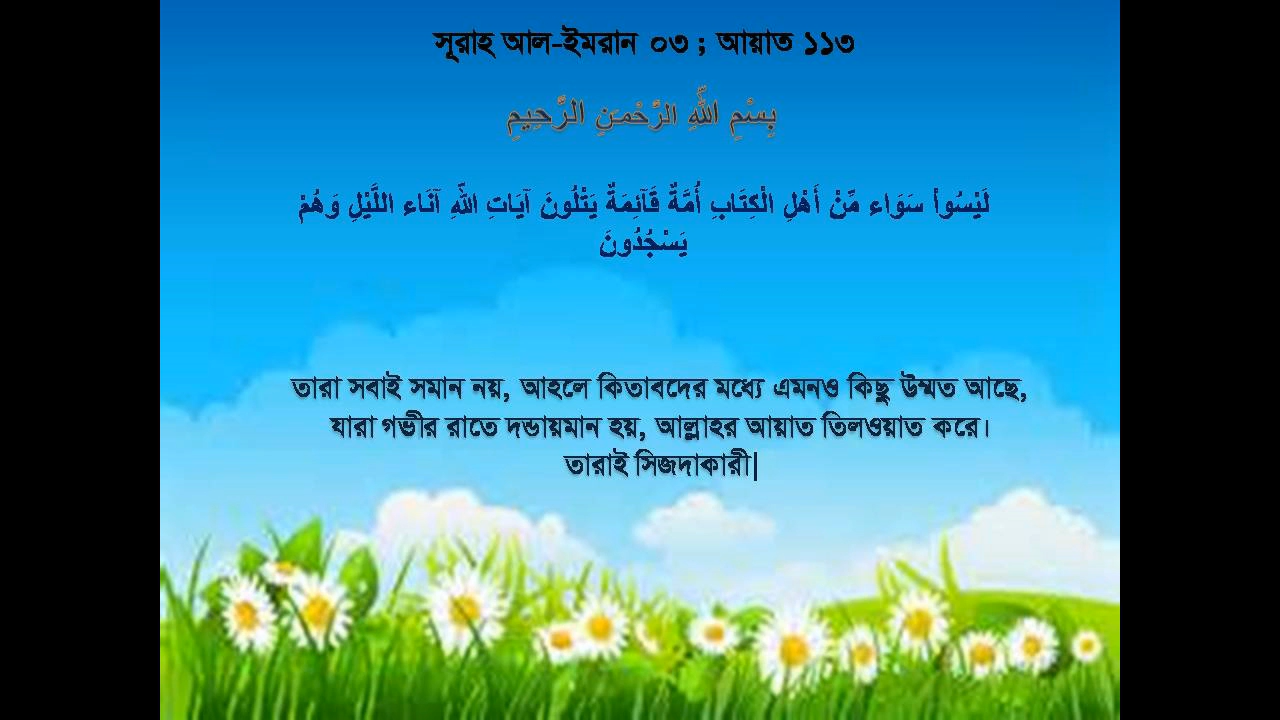 সূরাহ আল-ইমরান ০৩ ; আয়াত ১১৩
بِسْمِ اللَّهِ الرَّحْمـَنِ الرَّحِيمِ
لَيْسُواْ سَوَاء مِّنْ أَهْلِ الْكِتَابِ أُمَّةٌ قَآئِمَةٌ يَتْلُونَ آيَاتِ اللّهِ آنَاء اللَّيْلِ وَهُمْ
يَسْجُدُونَ
তারা সবাই সমান নয়, আহলে কিতাবদের মধ্যে এমনও কিছু উম্মত আছে,
যারা গভীর রাতে দন্ডায়মান হয়, আল্লাহর আয়াত তিলওয়াত করে।
তারাই সিজদাকারী|